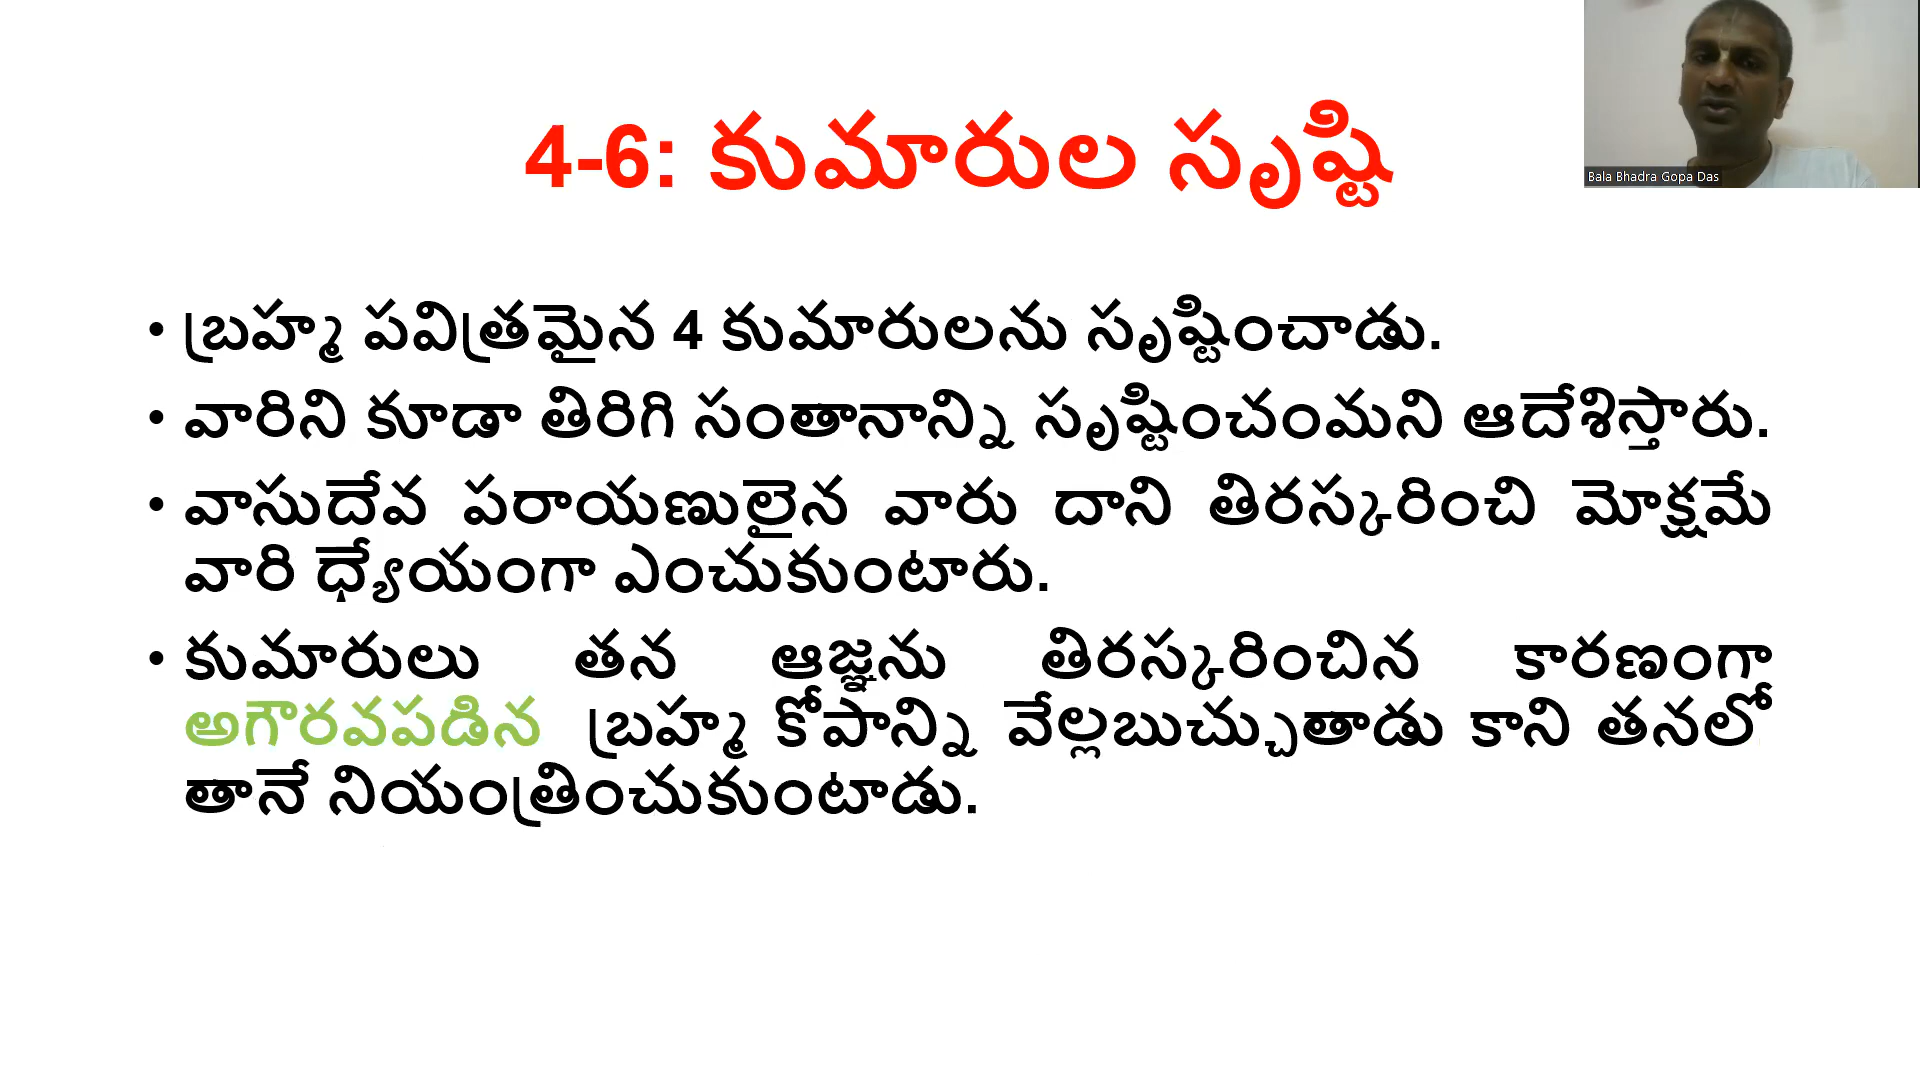 4-6: కుమారుల సృష్టి
Bala Bhadra Gopa Das
• బ్రహ్మ పవిత్రమైన 4 కుమారులను సృష్టించాడు.
• వారిని కూడా తిరిగి సంతానాన్ని సృష్టించంమని ఆదేశిస్తారు.
• వాసుదేవ పరాయణులైన వారు దాని తిరస్కరించి మోక్షమే
వారి ధ్యేయంగా ఎంచుకుంటారు.
• కుమారులు తన ఆజ్ఞను తిరస్కరించిన కారణంగా
అగౌరవపడిన బ్రహ్మ కోపాన్ని వేల్లబుచ్చుతాడు కాని తనలో
తానే నియంత్రించుకుంటాడు.